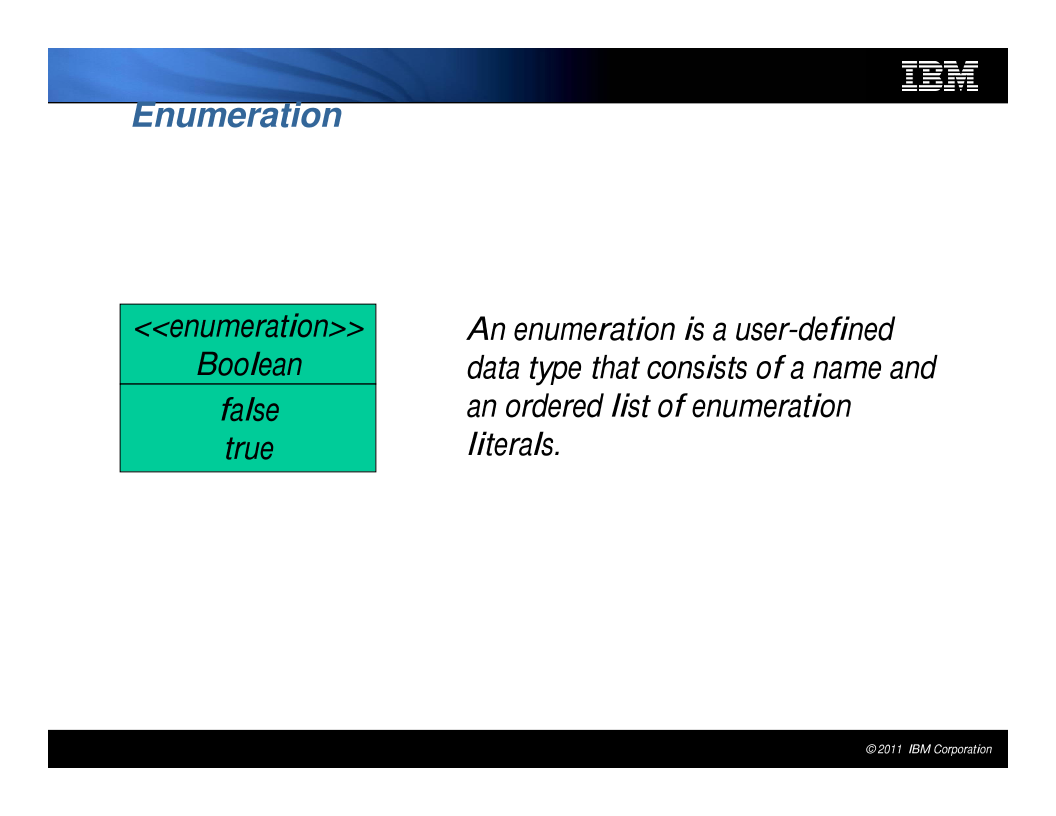 IBM
Enumeration
<<enumeration>>
Boolean
false
true
An enumeration is a user-defined
data type that consists of a name and
an ordered list of enumeration
literals.
© 2011 IBM Corporation